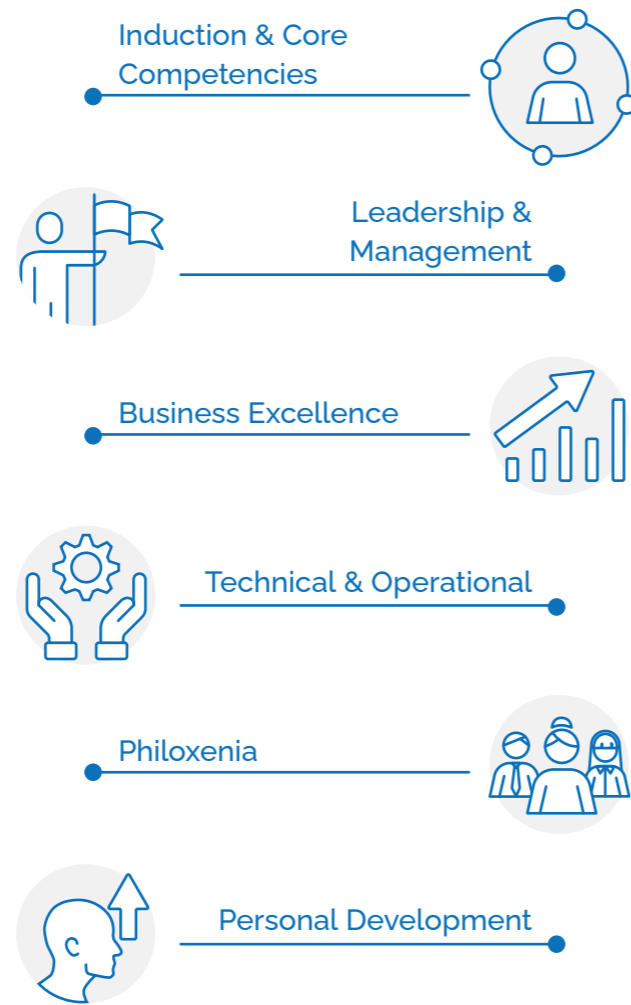 Induction & Core
Competencies
Leadership &
Management
Business Excellence
Technical & Operational
Philoxenia
Personal Development